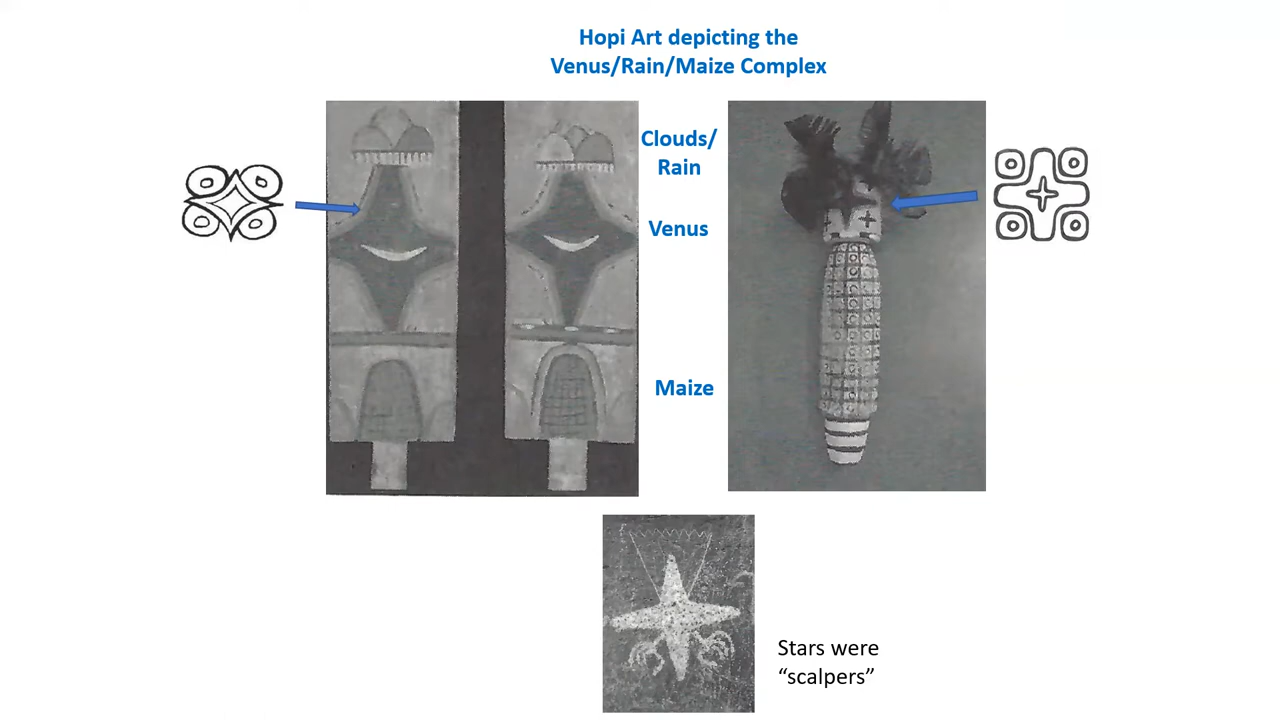 Hopi Art depicting the
Venus/Rain/Maize Complex
Clouds/
Rain
Venus
Maize
Stars were
“scalpers”